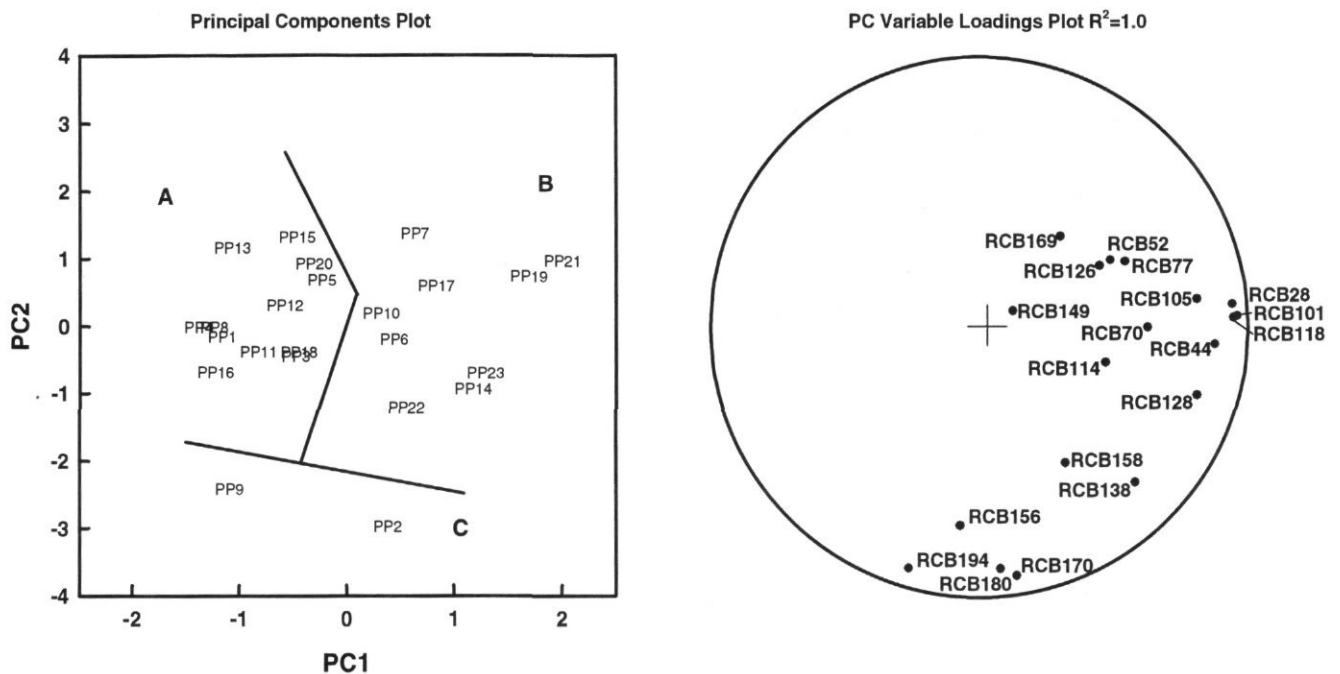 Principal Components Plot
4
3
2
1
0
-1
-2
-3
-4
PC2
-2
-1
0
1
2
PC1
A
B
C
PP7
PP15
PP13
PP20
PP21
PP5
PP19
PP17
PP12
PP10
PP4
PP8
PP1
PP6
PP11
PP18
PP3
PP16
PP23
PP14
PP22
PP9
PP2
PC Variable Loadings Plot R²=1.0
RCB169
RCB52
RCB126
RCB77
RCB105
RCB28
RCB149
RCB101
RCB70
RCB118
RCB44
RCB114
RCB128
RCB158
RCB138
RCB156
RCB194
RCB170
RCB180